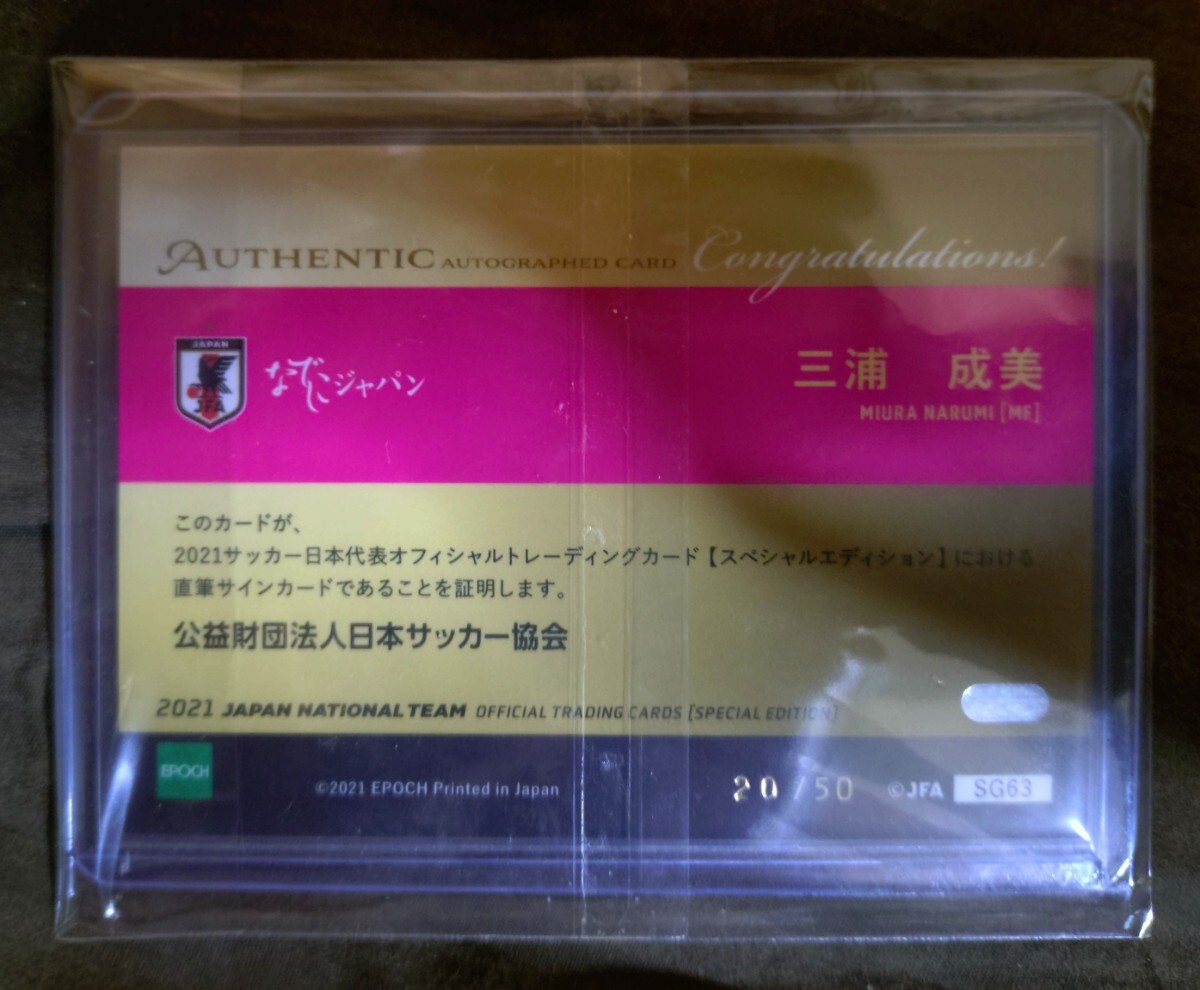 AUTHENTIC AUTOGRAPHED CARD Congratulations!
JAPAN
JFA
なでしこジャパン
三浦 成美
MIURA NARUMI [MF]
このカードが、
2021サッカー日本代表オフィシャルトレーディングカード【スペシャルエディション】における
直筆サインカードであることを証明します。
公益財団法人日本サッカー協会
2021 JAPAN NATIONAL TEAM OFFICIAL TRADING CARDS [SPECIAL EDITION]
EPOCH
©2021 EPOCH Printed in Japan
20/50
©JFA
SG63